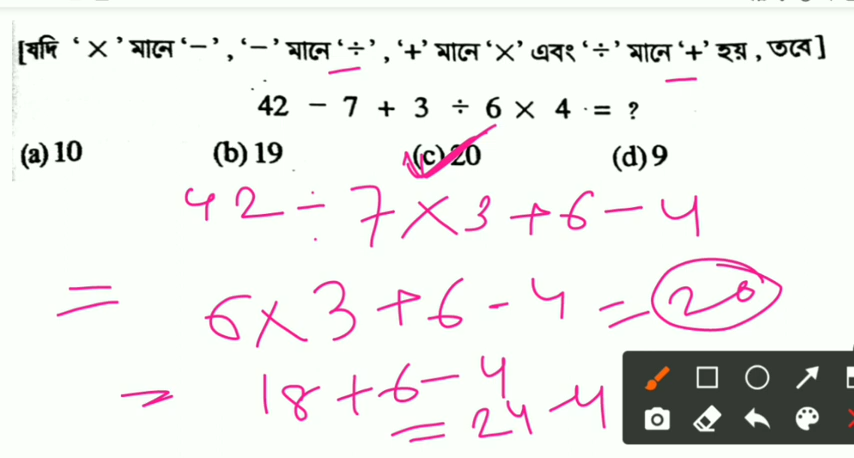 [যদি ‘×’ মানে ‘−’, ‘−’ মানে ‘÷’, ‘+’ মানে ‘×’ এবং ‘÷’ মানে ‘+’ হয়, তবে]
42 − 7 + 3 ÷ 6 × 4 = ?
(a) 10 (b) 19 (c) 20 (d) 9
42 ÷ 7 × 3 + 6 − 4
= 6 × 3 + 6 − 4 = 20
= 18 + 6 − 4
= 24 − 4